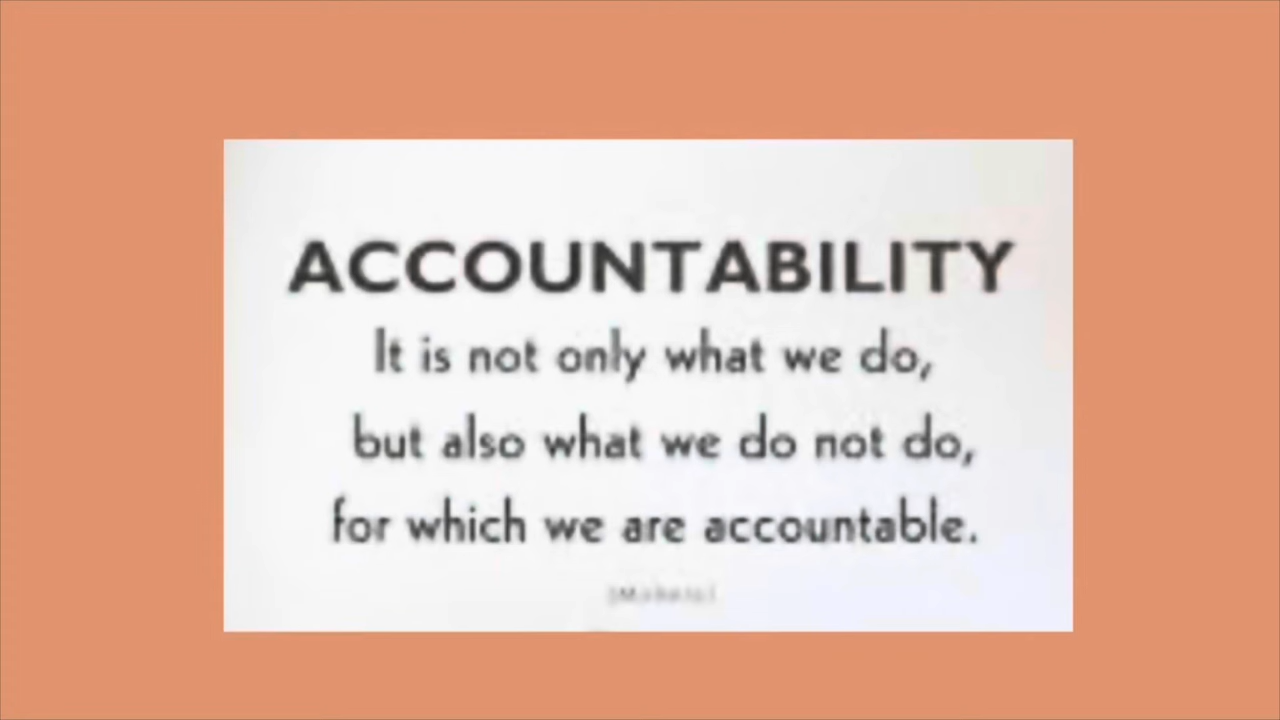 ACCOUNTABILITY
It is not only what we do,
but also what we do not do,
for which we are accountable.